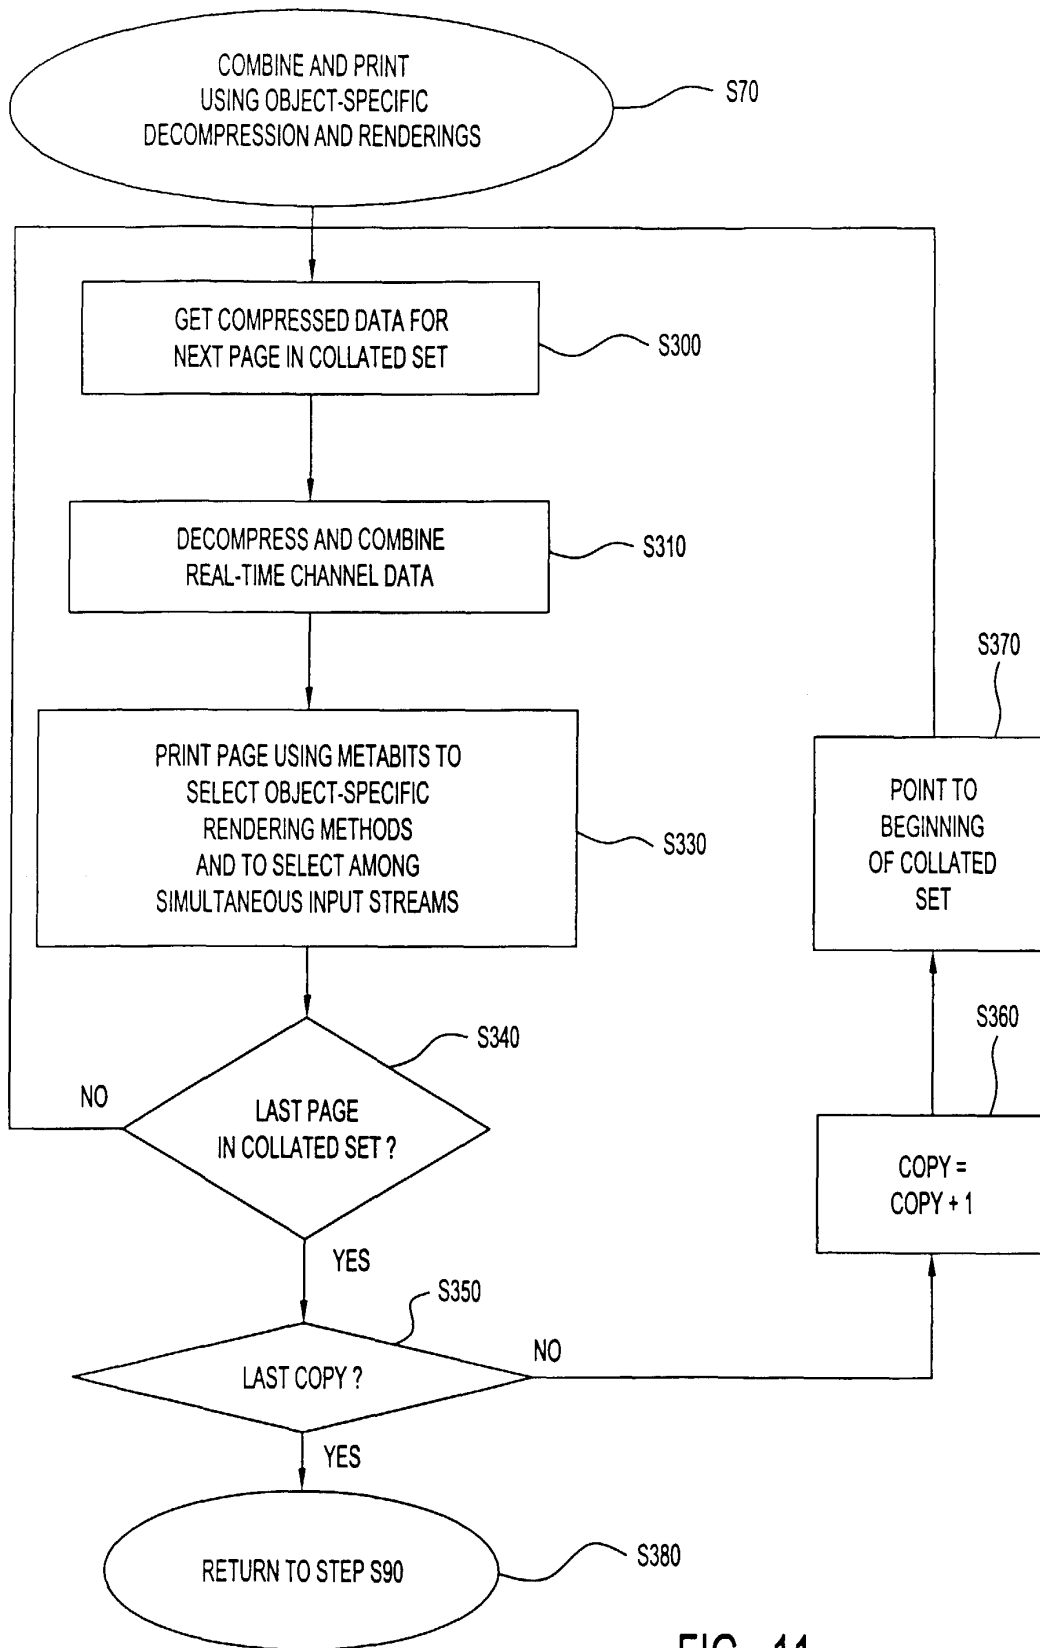 COMBINE AND PRINT
USING OBJECT-SPECIFIC
DECOMPRESSION AND RENDERINGS
S70
GET COMPRESSED DATA FOR
NEXT PAGE IN COLLATED SET
S300
DECOMPRESS AND COMBINE
REAL-TIME CHANNEL DATA
S310
PRINT PAGE USING METABITS TO
SELECT OBJECT-SPECIFIC
RENDERING METHODS
AND TO SELECT AMONG
SIMULTANEOUS INPUT STREAMS
S330
S370
POINT TO
BEGINNING
OF COLLATED
SET
S340
NO
LAST PAGE
IN COLLATED SET ?
YES
S360
COPY =
COPY + 1
S350
LAST COPY ?
NO
YES
RETURN TO STEP S90
S380
FIG. 11